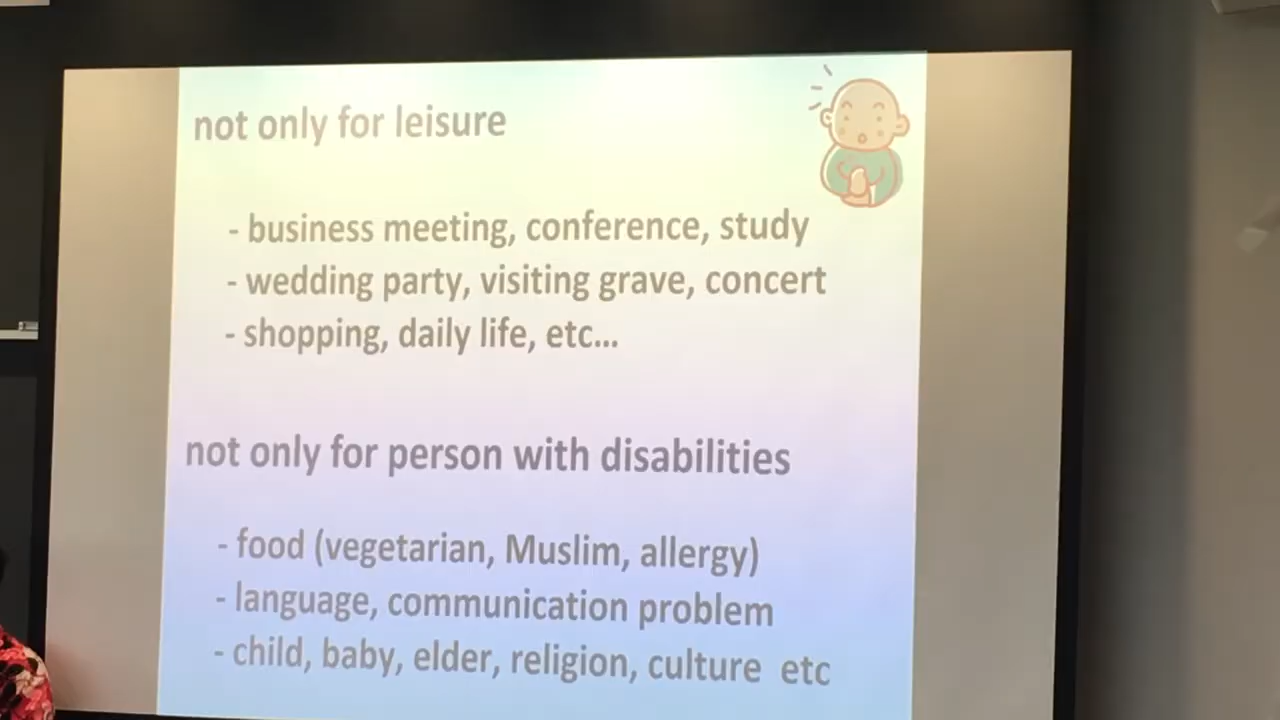 not only for leisure
- business meeting, conference, study
- wedding party, visiting grave, concert
- shopping, daily life, etc...
not only for person with disabilities
- food (vegetarian, Muslim, allergy)
- language, communication problem
- child, baby, elder, religion, culture etc